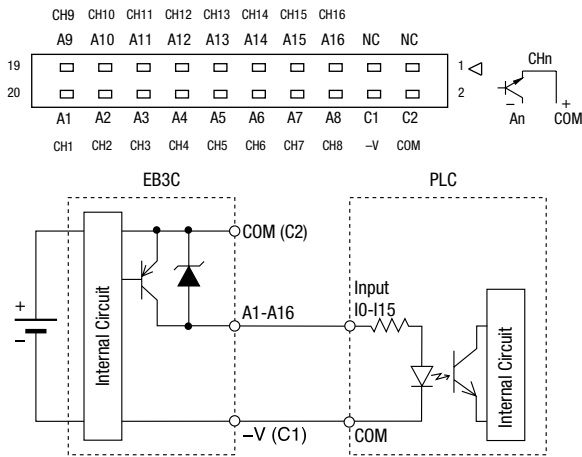 CH9 CH10 CH11 CH12 CH13 CH14 CH15 CH16
A9 A10 A11 A12 A13 A14 A15 A16 NC NC
19 1 CHn
20 2
− +
An COM
A1 A2 A3 A4 A5 A6 A7 A8 C1 C2
CH1 CH2 CH3 CH4 CH5 CH6 CH7 CH8 –V COM
EB3C PLC
COM (C2)
Input
A1-A16 I0-I15
+
−
Internal Circuit
Internal Circuit
–V (C1) COM